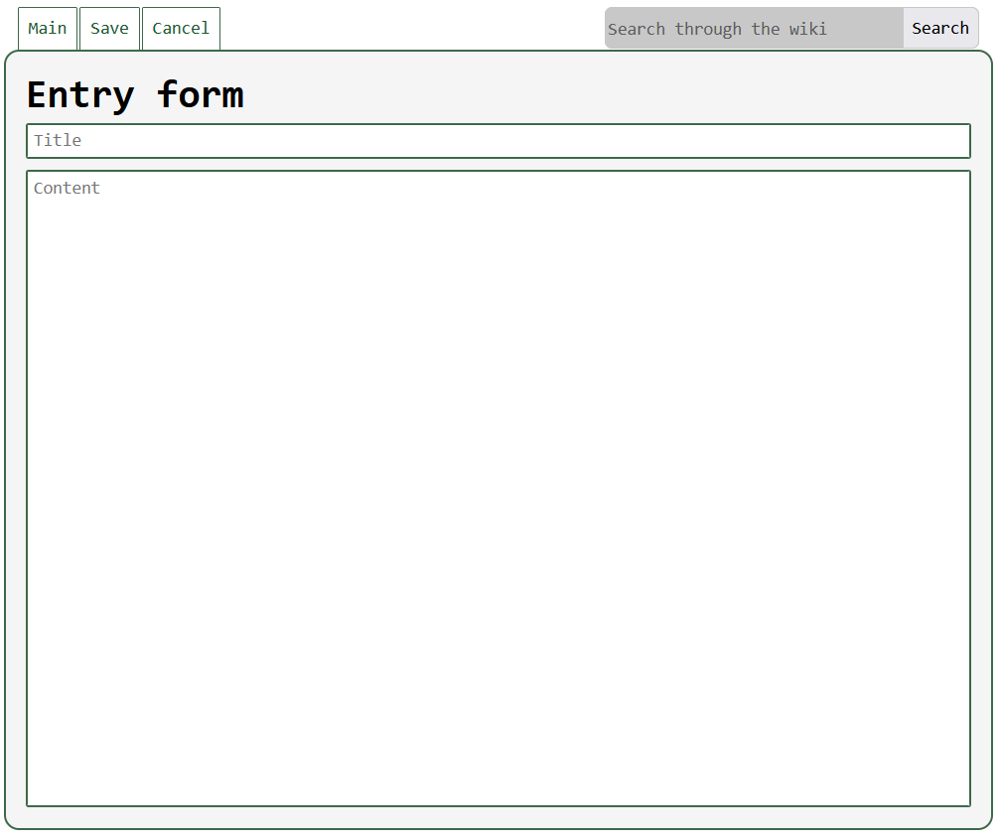 Main Save Cancel Search through the wiki Search
Entry form
Title
Content